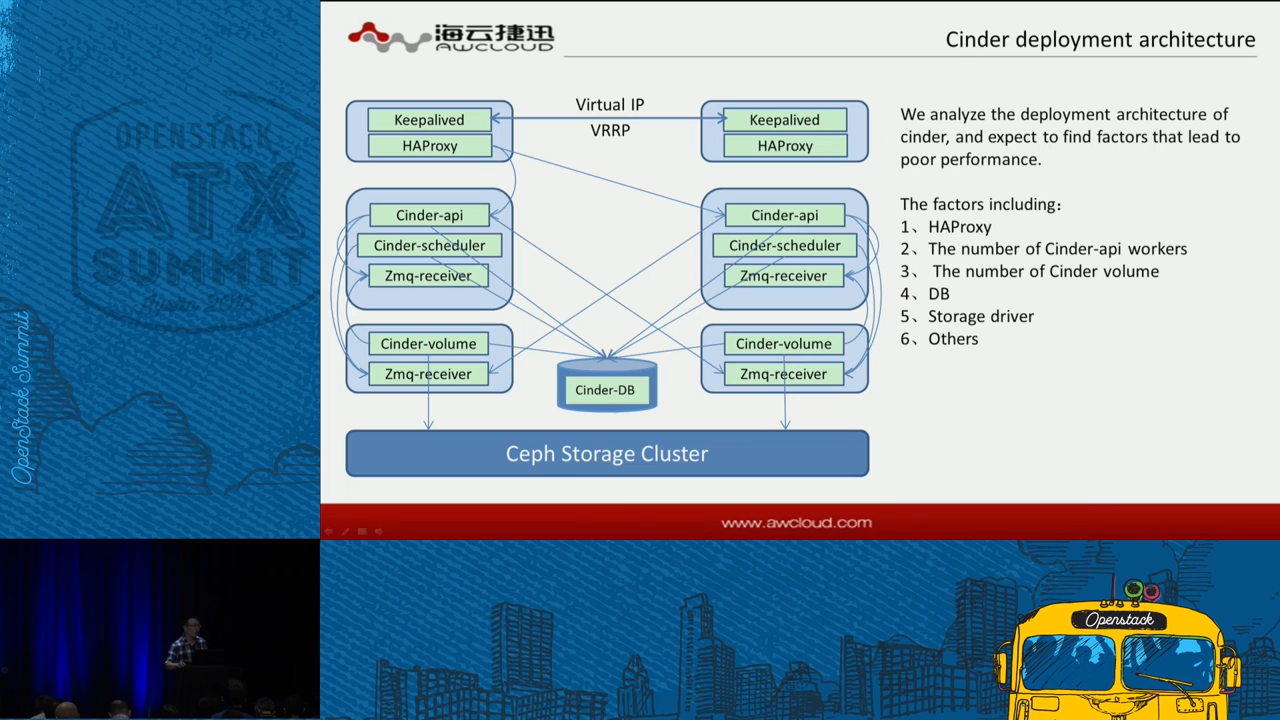 OPENSTACK
ATX
SUMMIT
Austin
OpenStack Summit
海云捷迅
AWCLOUD
Cinder deployment architecture
Virtual IP
VRRP
Keepalived
HAProxy
Keepalived
HAProxy
Cinder-api
Cinder-scheduler
Zmq-receiver
Cinder-api
Cinder-scheduler
Zmq-receiver
Cinder-volume
Zmq-receiver
Cinder-volume
Zmq-receiver
Cinder-DB
Ceph Storage Cluster
We analyze the deployment architecture of
cinder, and expect to find factors that lead to
poor performance.
The factors including：
1、HAProxy
2、The number of Cinder-api workers
3、 The number of Cinder volume
4、DB
5、Storage driver
6、Others
www.awcloud.com
Openstack